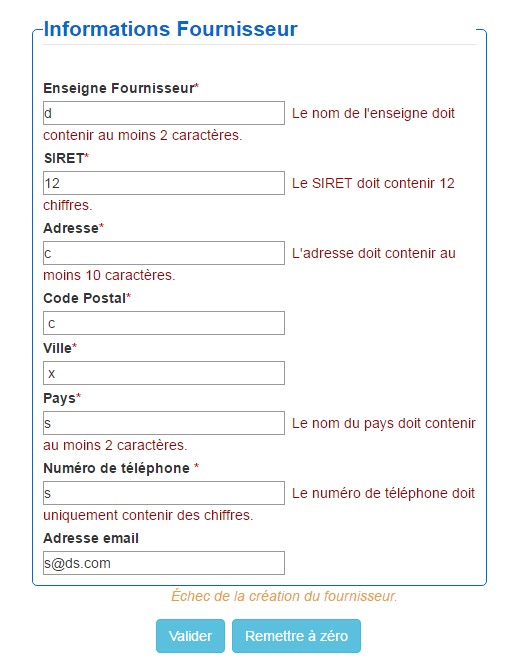 Informations Fournisseur
Enseigne Fournisseur*
d Le nom de l'enseigne doit
contenir au moins 2 caractères.
SIRET*
12 Le SIRET doit contenir 12
chiffres.
Adresse*
c L'adresse doit contenir au
moins 10 caractères.
Code Postal*
c
Ville*
x
Pays*
s Le nom du pays doit contenir
au moins 2 caractères.
Numéro de téléphone *
s Le numéro de téléphone doit
uniquement contenir des chiffres.
Adresse email
s@ds.com
Échec de la création du fournisseur.
Valider Remettre à zéro